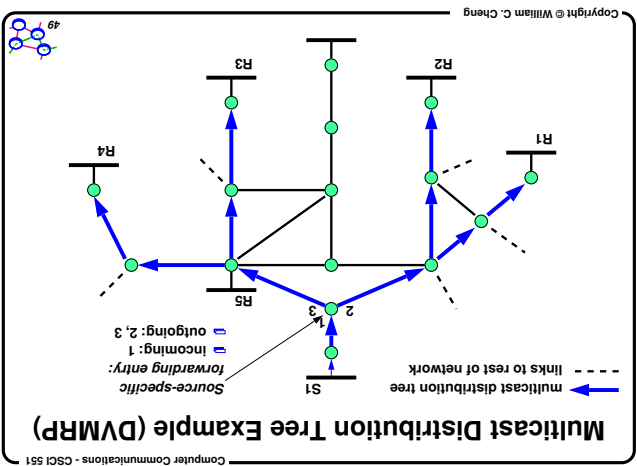 Computer Communications - CSCI 551
Multicast Distribution Tree Example (DVMRP)
multicast distribution tree
links to rest of network
S1
Source-specific
forwarding entry:
incoming: 1
outgoing: 2, 3
1
2
3
R5
R4
R1
R3
R2
49
Copyright © William C. Cheng